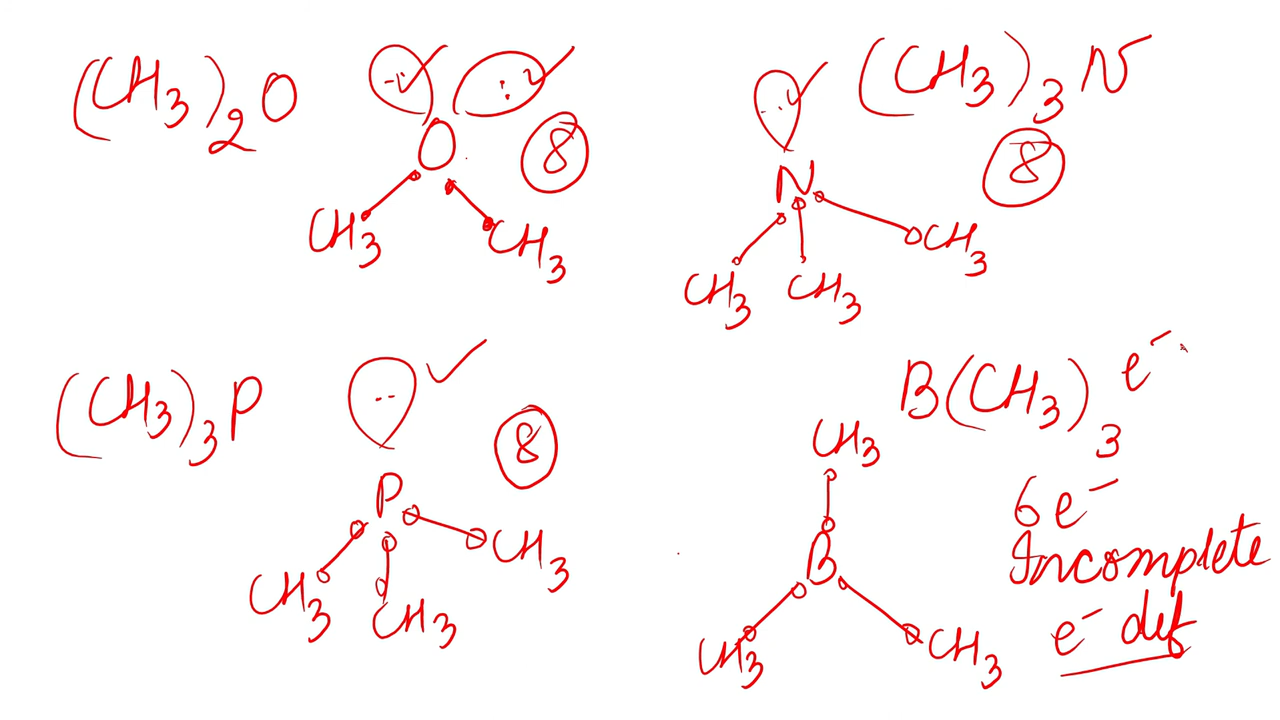 (CH3)2O
O
8
CH3 CH3
(CH3)3N
N
8
CH3 CH3 CH3
(CH3)3P
P
8
CH3 CH3 CH3
B(CH3)3 e-
CH3
B
CH3 CH3
6e-
Incomplete
e- def